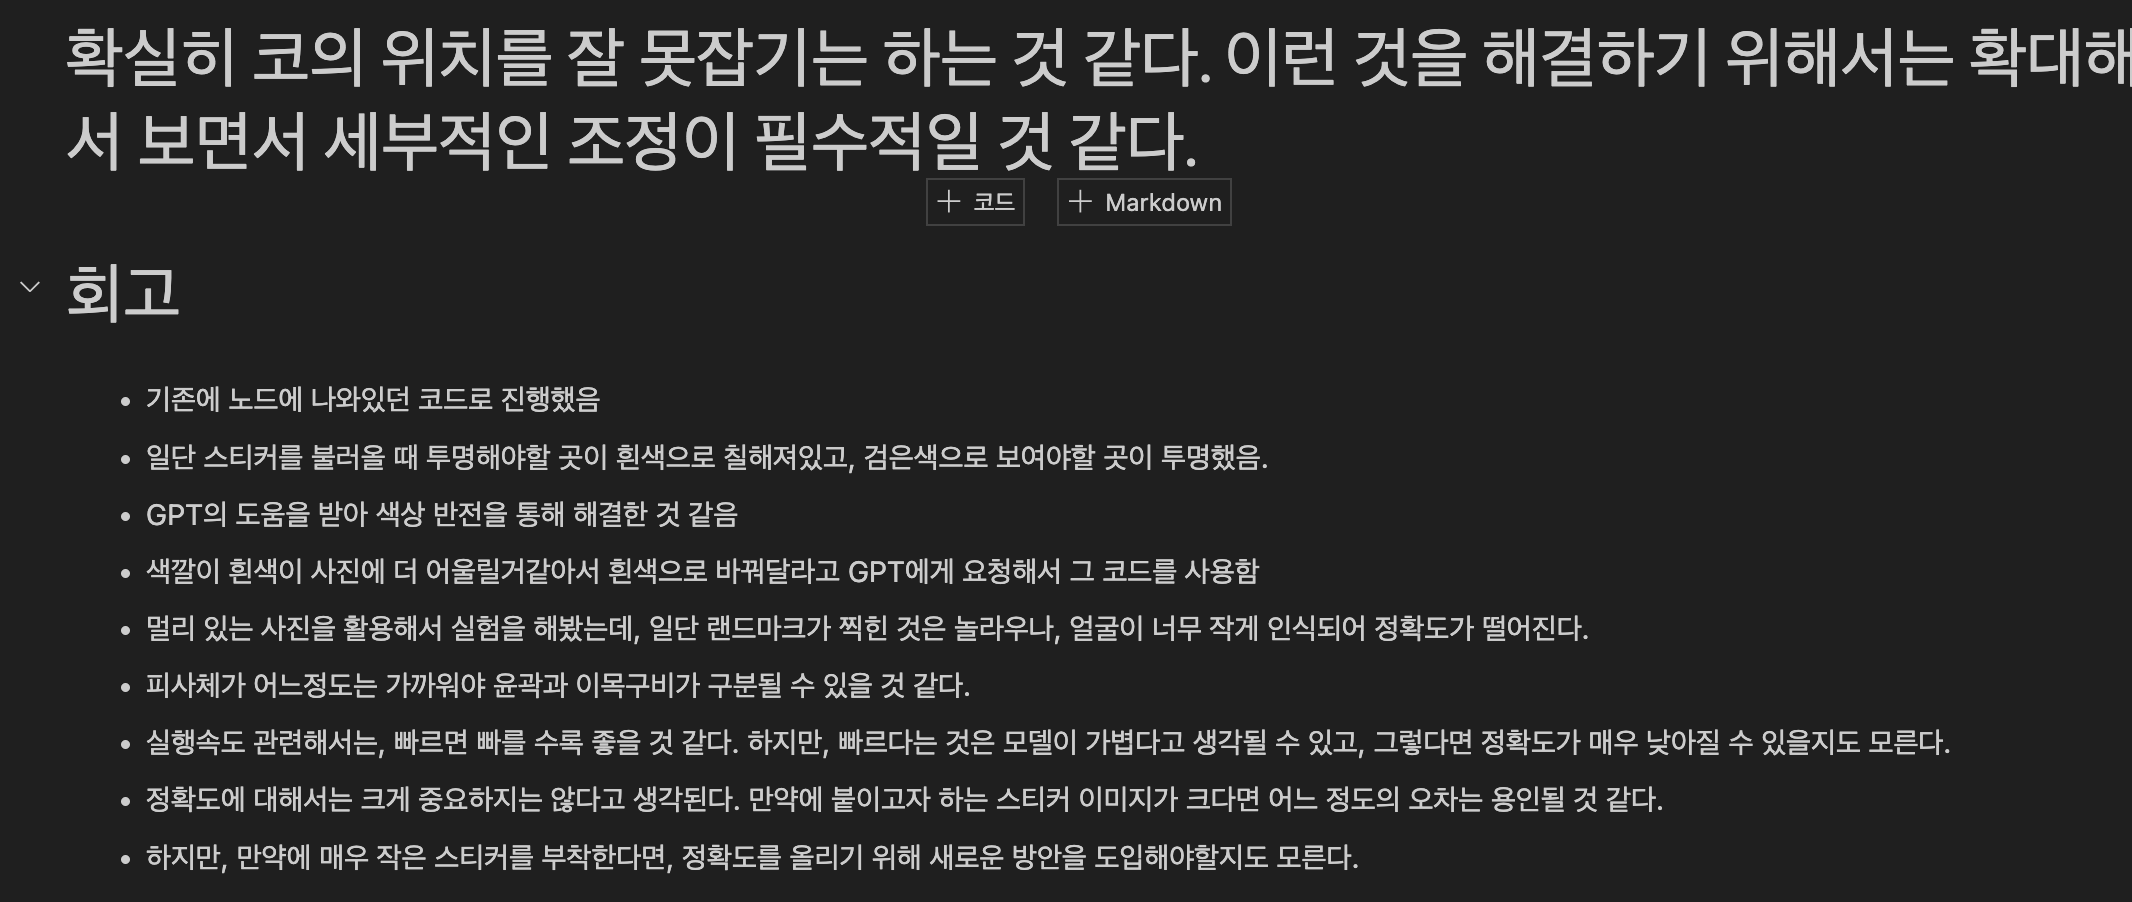 확실히 코의 위치를 잘 못잡기는 하는 것 같다. 이런 것을 해결하기 위해서는 확대해
서 보면서 세부적인 조정이 필수적일 것 같다.
코드 Markdown
회고
기존에 노드에 나와있던 코드로 진행했음
일단 스티커를 불러올 때 투명해야할 곳이 흰색으로 칠해져있고, 검은색으로 보여야할 곳이 투명했음.
GPT의 도움을 받아 색상 반전을 통해 해결한 것 같음
색깔이 흰색이 사진에 더 어울릴거같아서 흰색으로 바꿔달라고 GPT에게 요청해서 그 코드를 사용함
멀리 있는 사진을 활용해서 실험을 해봤는데, 일단 랜드마크가 찍힌 것은 놀라우나, 얼굴이 너무 작게 인식되어 정확도가 떨어진다.
피사체가 어느정도는 가까워야 윤곽과 이목구비가 구분될 수 있을 것 같다.
실행속도 관련해서는, 빠르면 빠를 수록 좋을 것 같다. 하지만, 빠르다는 것은 모델이 가볍다고 생각될 수 있고, 그렇다면 정확도가 매우 낮아질 수 있을지도 모른다.
정확도에 대해서는 크게 중요하지는 않다고 생각된다. 만약에 붙이고자 하는 스티커 이미지가 크다면 어느 정도의 오차는 용인될 것 같다.
하지만, 만약에 매우 작은 스티커를 부착한다면, 정확도를 올리기 위해 새로운 방안을 도입해야할지도 모른다.